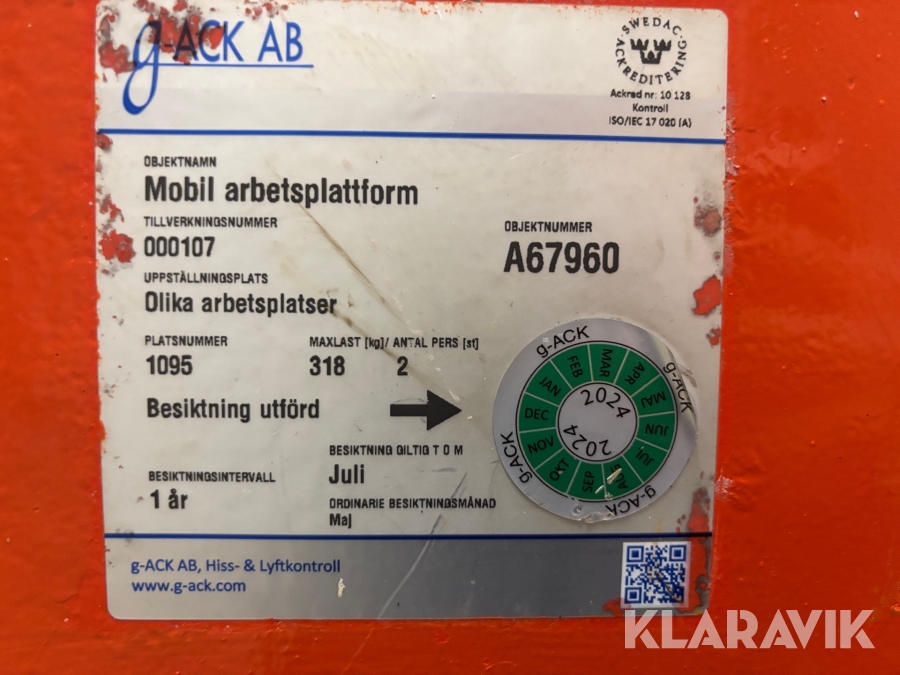 g-ACK AB
SWEDAC
ACKREDITERING
Ackred nr: 10 128
Kontroll
ISO/IEC 17 020 (A)
OBJEKTNAMN
Mobil arbetsplattform
TILLVERKNINGSNUMMER
000107
OBJEKTNUMMER
A67960
UPPSTÄLLNINGSPLATS
Olika arbetsplatser
PLATSNUMMER
1095
MAXLAST [kg]/ ANTAL PERS [st]
318 2
Besiktning utförd
g-ACK
g-ACK
g-ACK
g-ACK
JAN FEB MAR APR MAJ JUN JUL AUG SEP OKT NOV DEC
2024
2024
BESIKTNING GILTIG T O M
Juli
BESIKTNINGSINTERVALL
1 år
ORDINARIE BESIKTNINGSMÅNAD
Maj
g-ACK AB, Hiss- & Lyftkontroll
www.g-ack.com
KLARAVIK